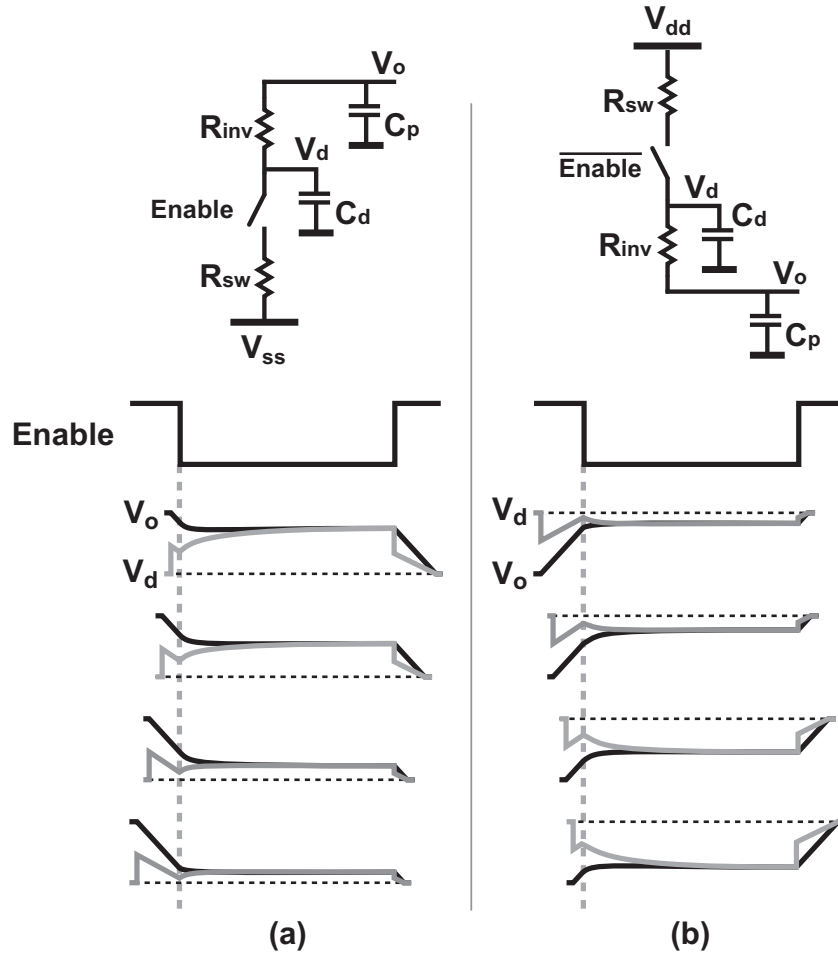 Vo
Rinv
Cp
Vd
Enable
Cd
Rsw
Vss
Vdd
Rsw
Enable
Vd
Cd
Rinv
Vo
Cp
Enable
Vo
Vd
Vd
Vo
(a)
(b)